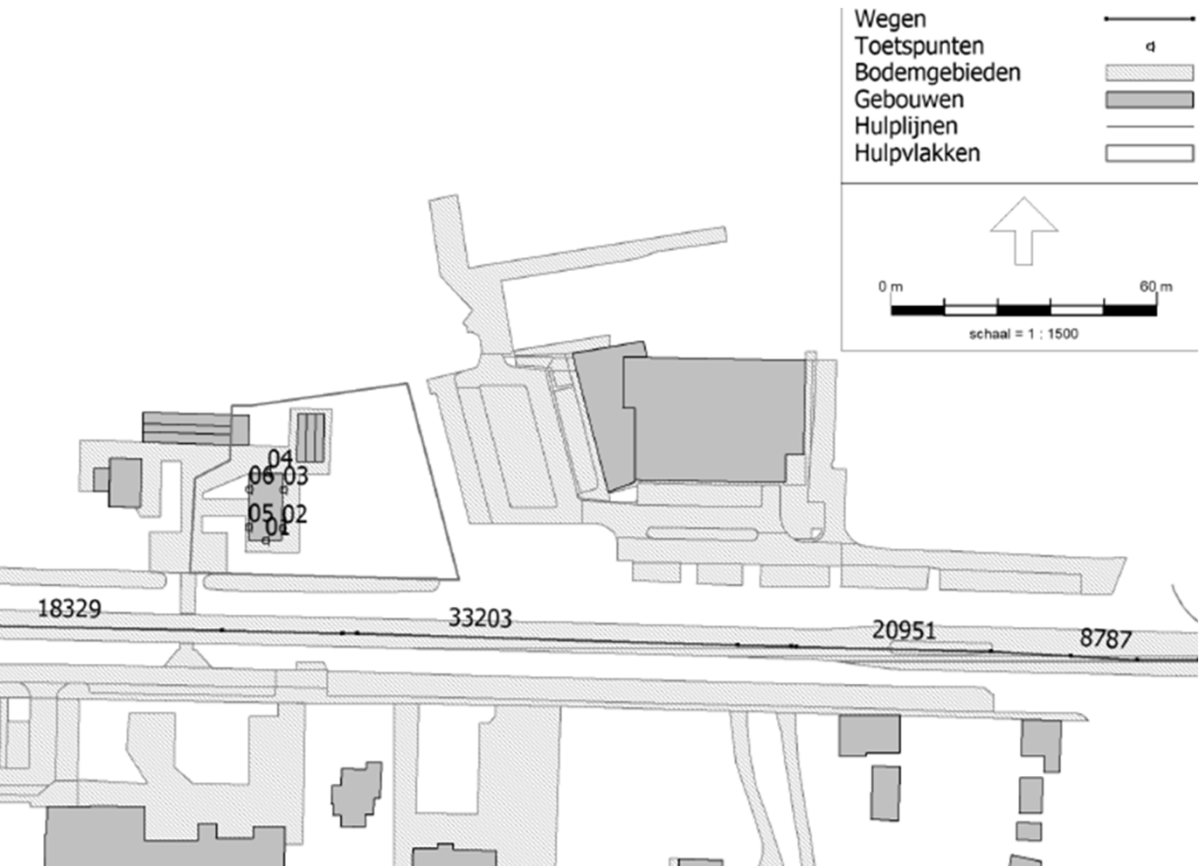 Wegen
Toetspunten
Bodemgebieden
Gebouwen
Hulplijnen
Hulpvlakken
0 m 60 m
schaal = 1 : 1500
04
06 03
05 02
01
18329
33203
20951
8787